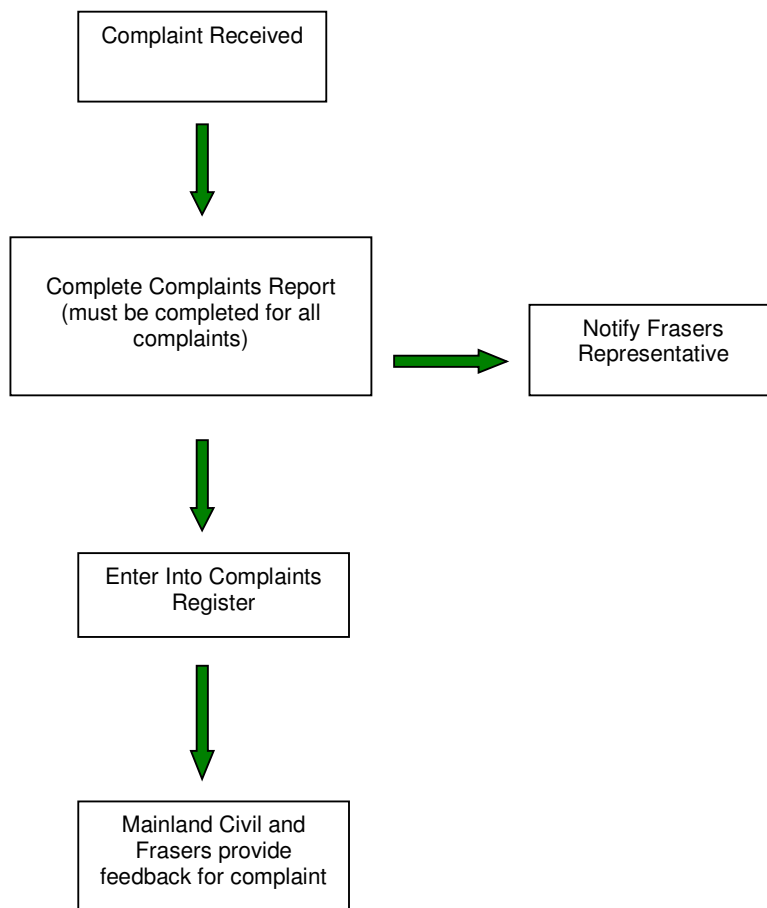 Complaint Received
Complete Complaints Report
(must be completed for all
complaints)
Notify Frasers
Representative
Enter Into Complaints
Register
Mainland Civil and
Frasers provide
feedback for complaint